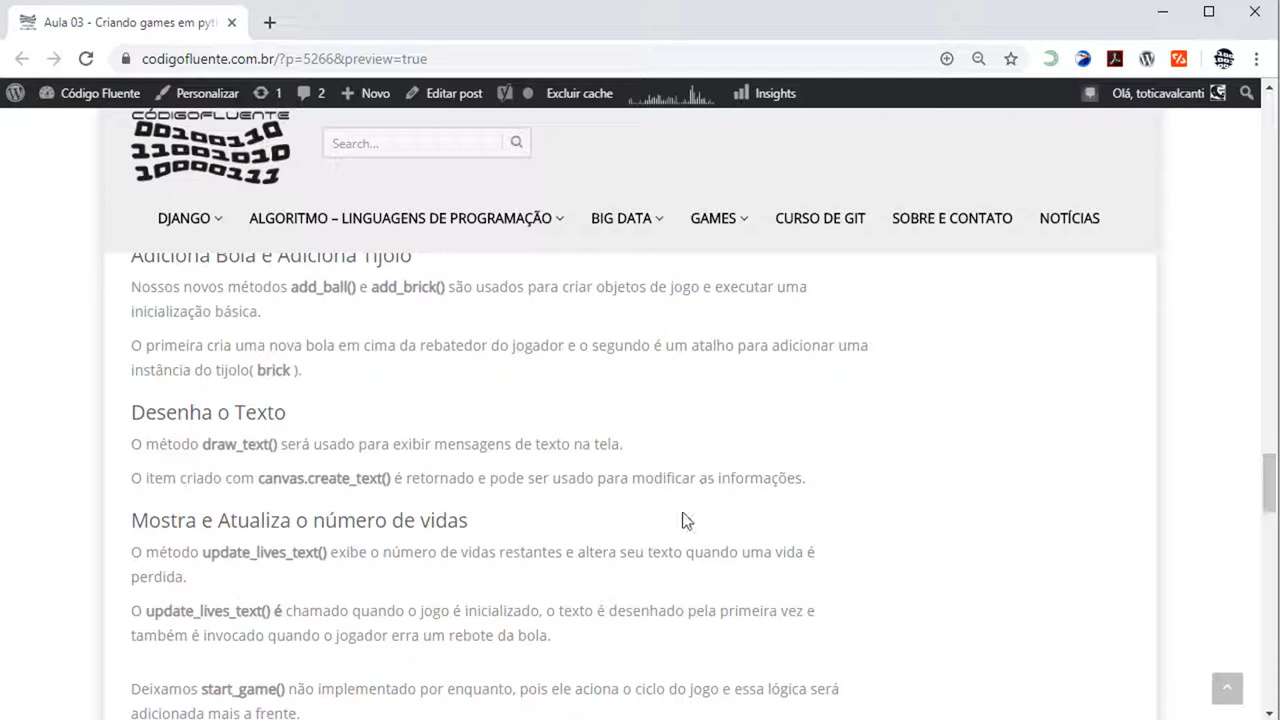 Aula 03 - Criando games em pyt
codigofluente.com.br/?p=5266&preview=true
Código Fluente Personalizar 1 2 Novo Editar post Excluir cache Insights Olá, toticavalcanti
CÓDIGOFLUENTE
00100110
11001010
10000111
Search...
DJANGO ALGORITMO – LINGUAGENS DE PROGRAMAÇÃO BIG DATA GAMES CURSO DE GIT SOBRE E CONTATO NOTÍCIAS
Adiciona Bola e Adiciona Tijolo
Nossos novos métodos add_ball() e add_brick() são usados para criar objetos de jogo e executar uma
inicialização básica.
O primeira cria uma nova bola em cima da rebatedor do jogador e o segundo é um atalho para adicionar uma
instância do tijolo( brick ).
Desenha o Texto
O método draw_text() será usado para exibir mensagens de texto na tela.
O item criado com canvas.create_text() é retornado e pode ser usado para modificar as informações.
Mostra e Atualiza o número de vidas
O método update_lives_text() exibe o número de vidas restantes e altera seu texto quando uma vida é
perdida.
O update_lives_text() é chamado quando o jogo é inicializado, o texto é desenhado pela primeira vez e
também é invocado quando o jogador erra um rebote da bola.
Deixamos start_game() não implementado por enquanto, pois ele aciona o ciclo do jogo e essa lógica será
adicionada mais a frente.